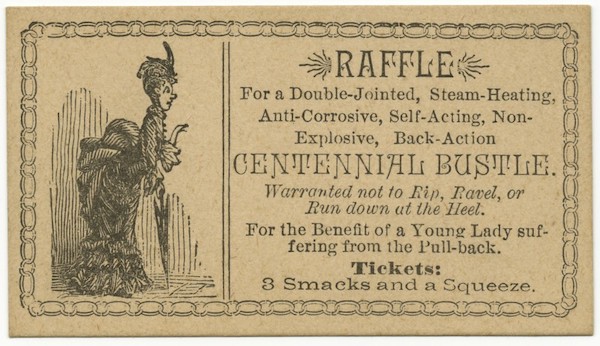 RAFFLE
For a Double-Jointed, Steam-Heating,
Anti-Corrosive, Self-Acting, Non-
Explosive, Back-Action
CENTENNIAL BUSTLE.
Warranted not to Rip, Ravel, or
Run down at the Heel.
For the Benefit of a Young Lady suf-
fering from the Pull-back.
Tickets:
3 Smacks and a Squeeze.